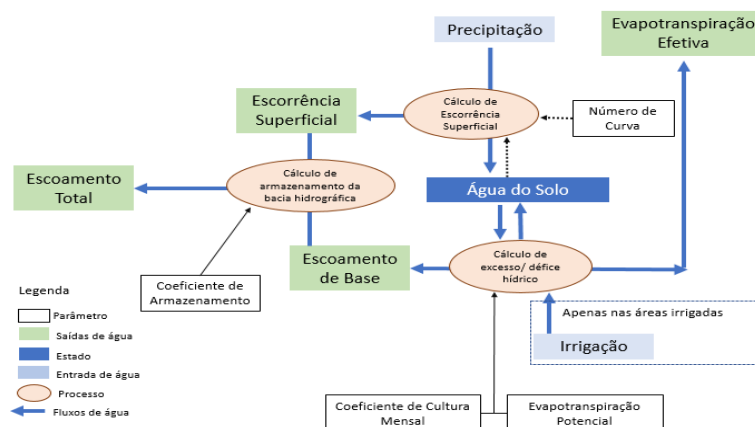 Precipitação
Evapotranspiração
Efetiva
Escorrência
Superficial
Cálculo de
Escorrência
Superficial
Número de
Curva
Escoamento
Total
Cálculo de
armazenamento da
bacia hidrográfica
Água do Solo
Escoamento
de Base
Cálculo de
excesso/ défice
hídrico
Coeficiente de
Armazenamento
Apenas nas áreas irrigadas
Irrigação
Legenda
Parâmetro
Saídas de água
Estado
Entrada de água
Processo
Fluxos de água
Coeficiente de Cultura
Mensal
Evapotranspiração
Potencial